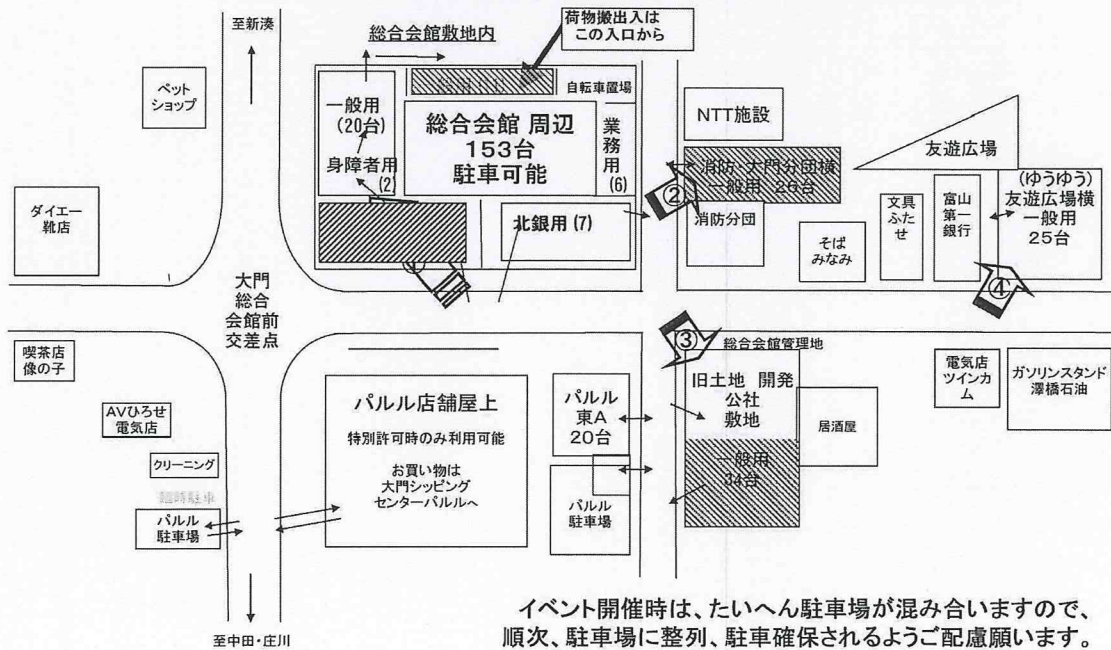 至新湊
総合会館敷地内
荷物搬出入は
この入口から
ペット
ショップ
一般用
(20台)
身障者用
(2)
自転車置場
総合会館 周辺
153台
駐車可能
業務用
(6)
北銀用 (7)
NTT施設
消防・大門分団横
一般用 26台
②
消防分団
そば
みなみ
文具
ふたせ
富山
第一
銀行
友遊広場
(ゆうゆう)
友遊広場横
一般用
25台
④
ダイエー
靴店
大門
総合
会館前
交差点
喫茶店
像の子
AVひろせ
電気店
クリーニング
臨時駐車
パルル
駐車場
パルル店舗屋上
特別許可時のみ利用可能
お買い物は
大門シッピング
センターパルルへ
パルル
東A
20台
パルル
駐車場
③
総合会館管理地
旧土地 開発
公社
敷地
一般用
34台
居酒屋
電気店
ツインカ
ム
ガソリンスタンド
澤橋石油
至中田・庄川
イベント開催時は、たいへん駐車場が混み合いますので、
順次、駐車場に整列、駐車確保されるようご配慮願います。